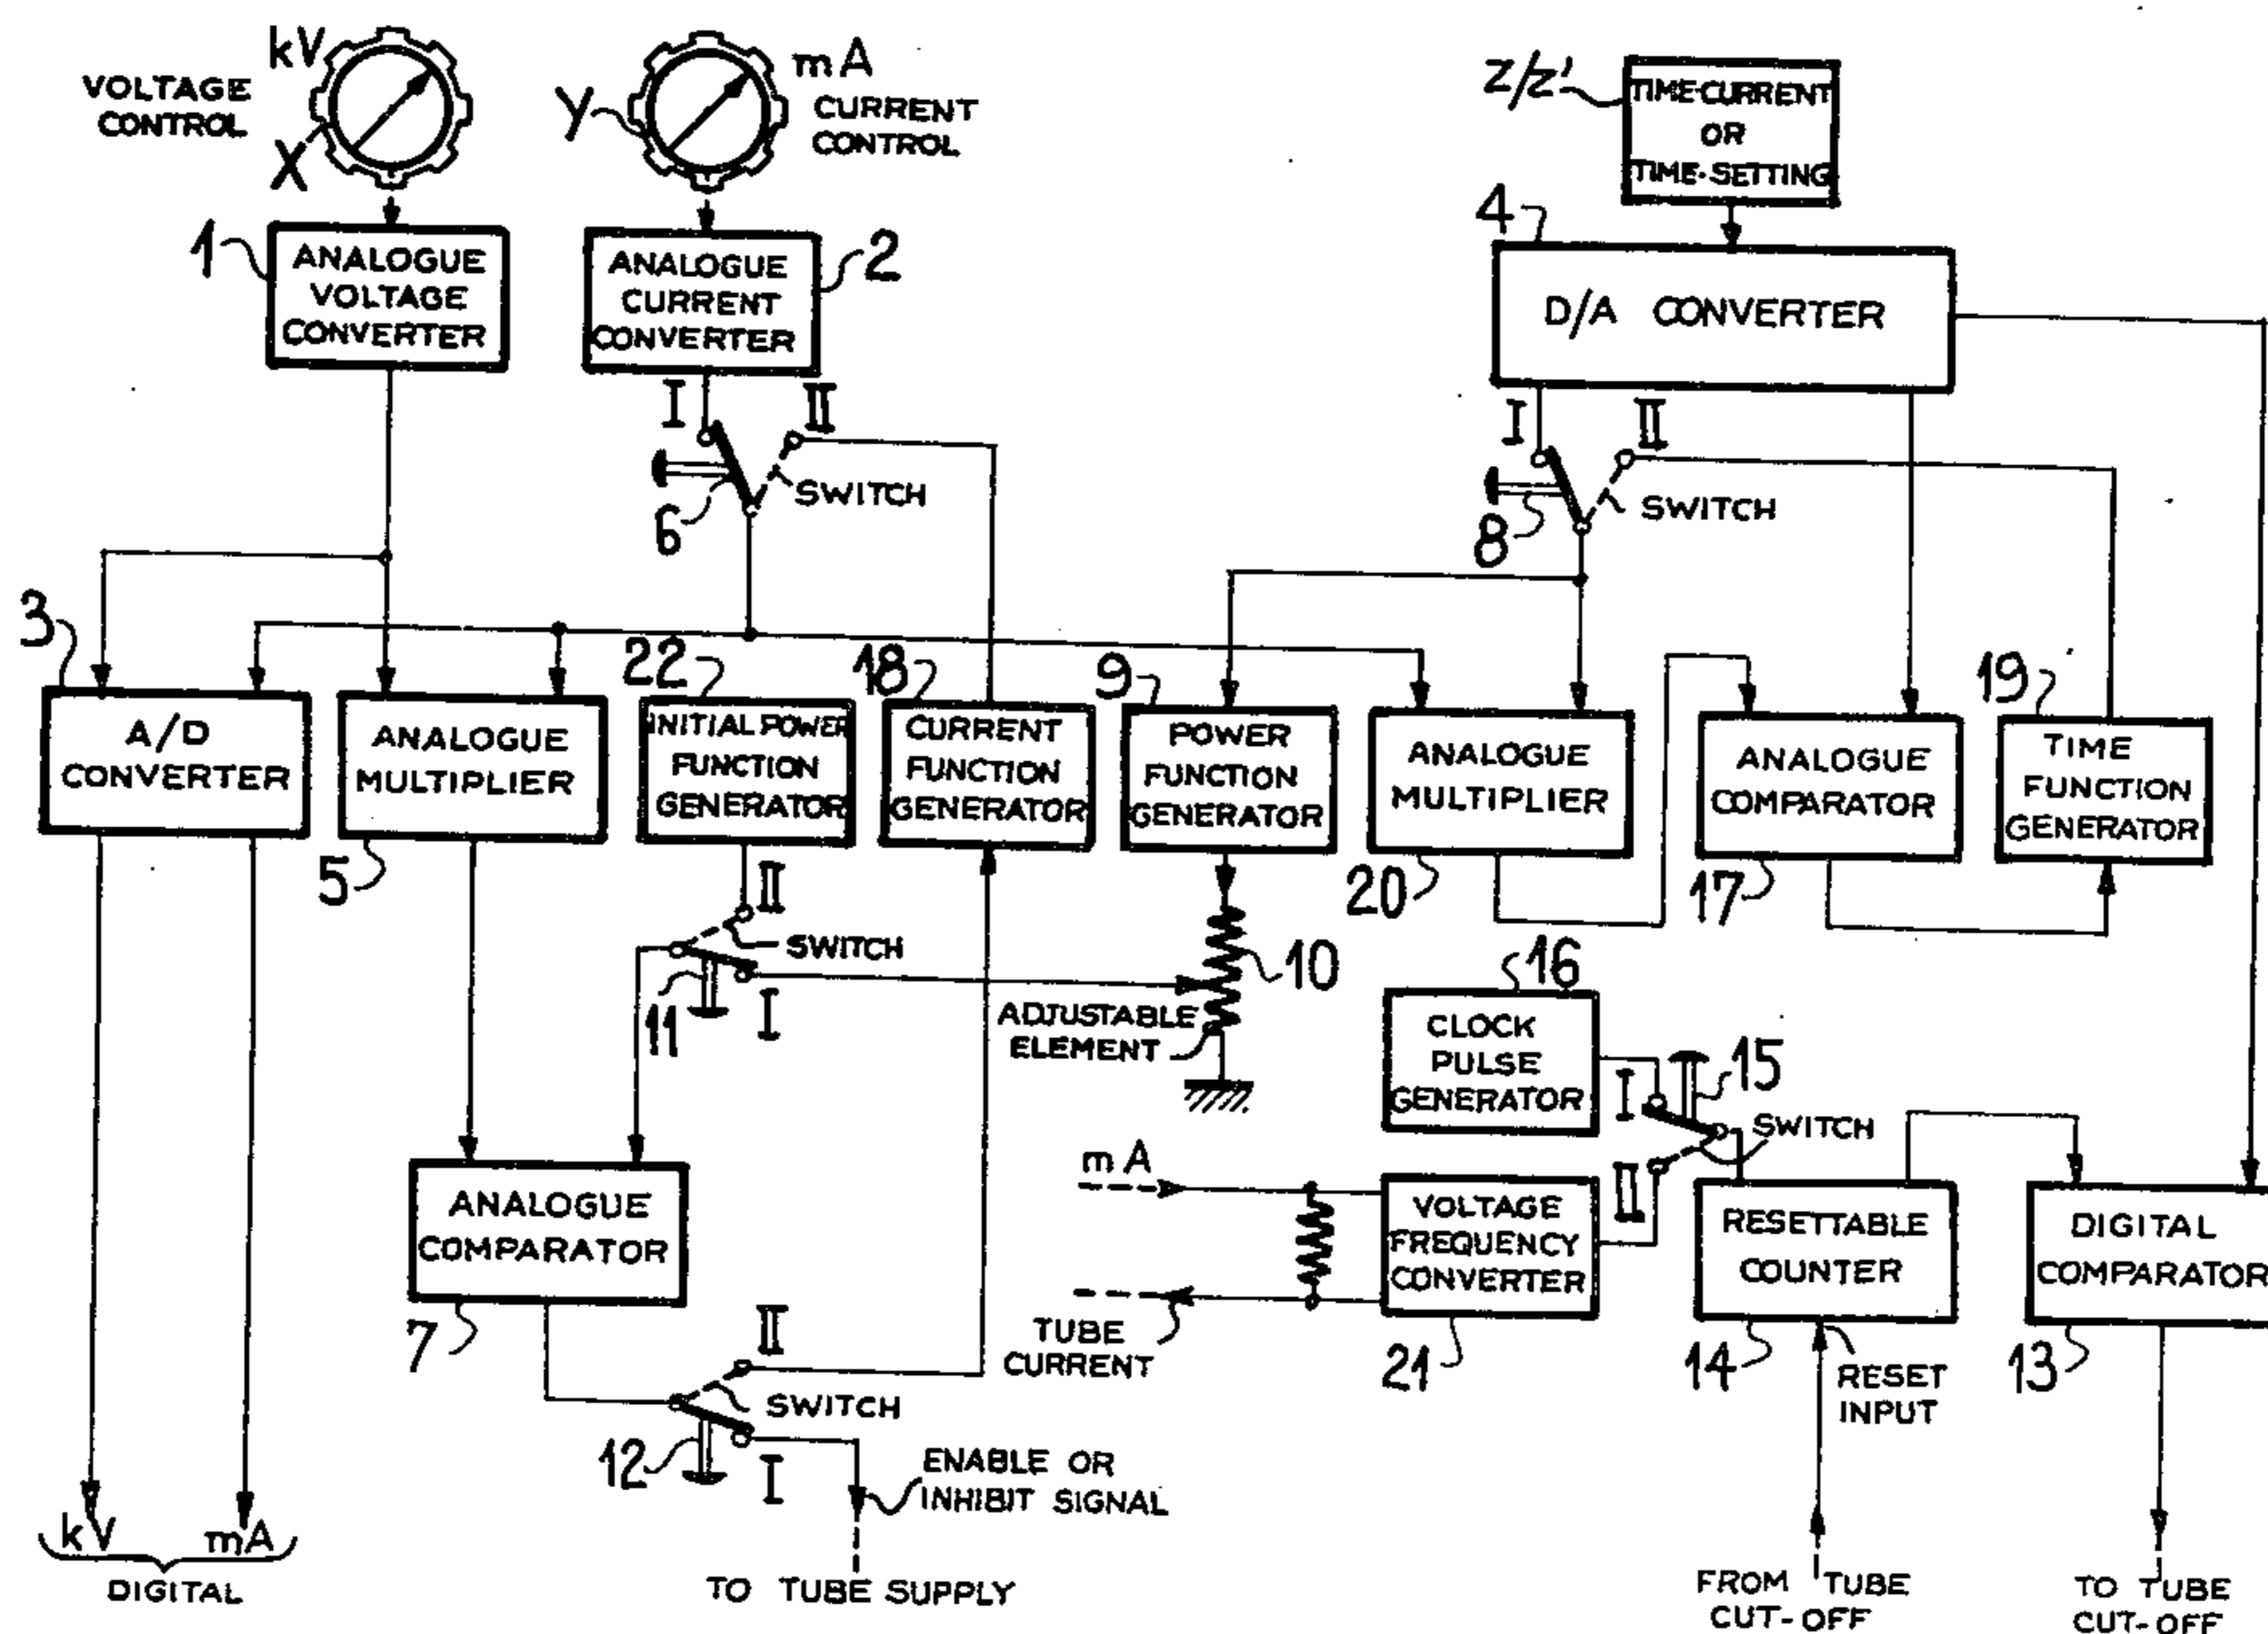 kV
VOLTAGE
CONTROL
X
mA
CURRENT
CONTROL
Y
Z/Z'
TIME-CURRENT
OR
TIME-SETTING
1
ANALOGUE
VOLTAGE
CONVERTER
2
ANALOGUE
CURRENT
CONVERTER
4
D/A CONVERTER
I
II
SWITCH
6
I
II
SWITCH
8
3
A/D
CONVERTER
ANALOGUE
MULTIPLIER
5
22
INITIAL POWER
FUNCTION
GENERATOR
18
CURRENT
FUNCTION
GENERATOR
9
POWER
FUNCTION
GENERATOR
ANALOGUE
MULTIPLIER
20
ANALOGUE
COMPARATOR
17
19
TIME
FUNCTION
GENERATOR
II
SWITCH
11
I
10
ADJUSTABLE
ELEMENT
16
CLOCK
PULSE
GENERATOR
I
15
SWITCH
II
mA
TUBE
CURRENT
VOLTAGE
FREQUENCY
CONVERTER
21
RESETTABLE
COUNTER
14
RESET
INPUT
DIGITAL
COMPARATOR
13
ANALOGUE
COMPARATOR
7
II
SWITCH
12
I
ENABLE OR
INHIBIT SIGNAL
kV mA
DIGITAL
TO TUBE SUPPLY
FROM TUBE
CUT-OFF
TO TUBE
CUT-OFF